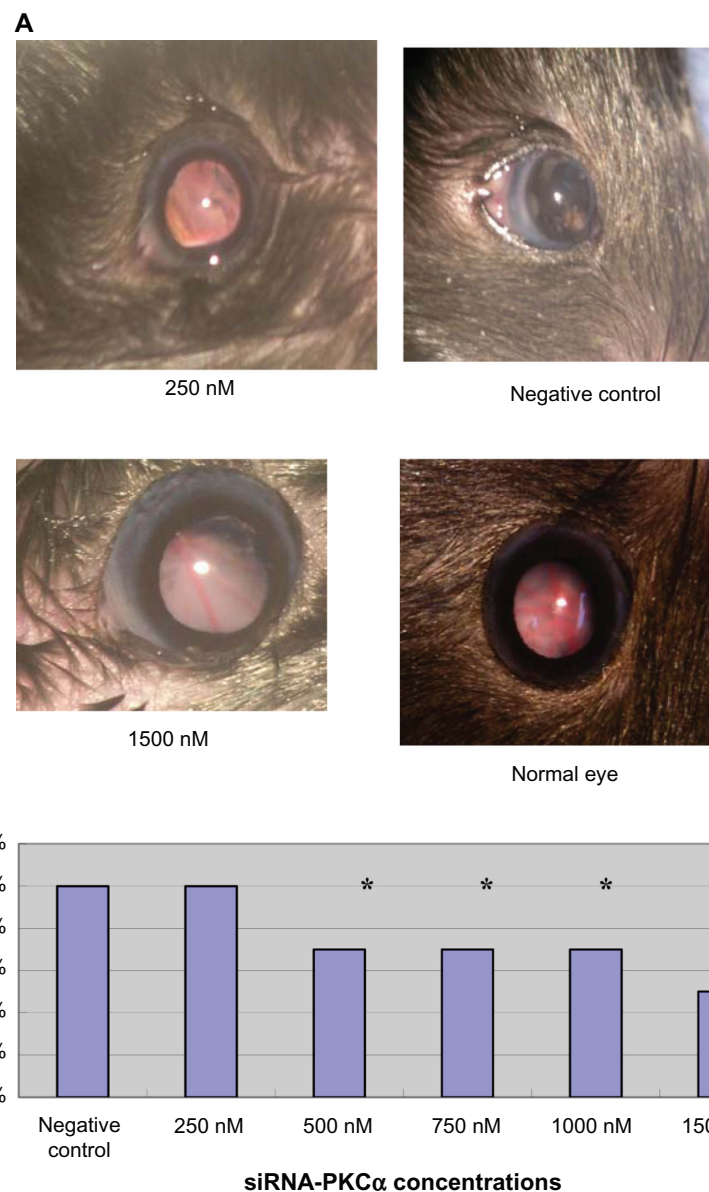 A
250 nM
Negative control
1500 nM
Normal eye
%
%
%
%
%
%
%
* * *
Negative control
250 nM
500 nM
750 nM
1000 nM
150
siRNA-PKCα concentrations